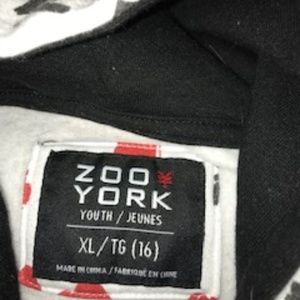 ZOO
YORK
YOUTH / JEUNES
XL/TG (16)
MADE IN CHINA / FABRIQUÉ EN CHINE